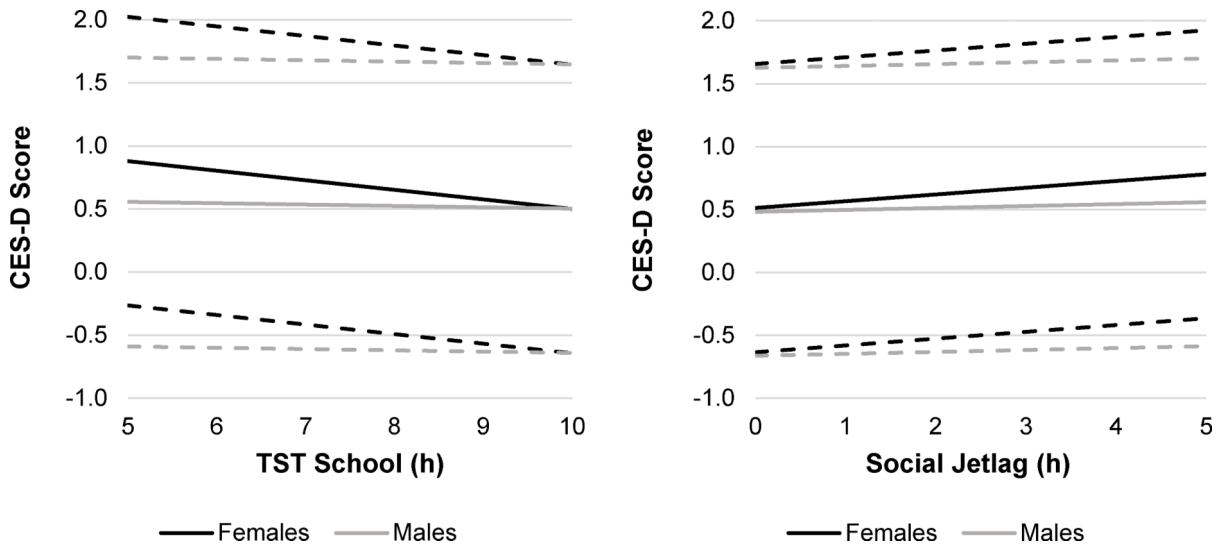 CES-D Score
2.0
1.5
1.0
0.5
0.0
-0.5
-1.0
5 6 7 8 9 10
TST School (h)
Females Males
CES-D Score
2.0
1.5
1.0
0.5
0.0
-0.5
-1.0
0 1 2 3 4 5
Social Jetlag (h)
Females Males